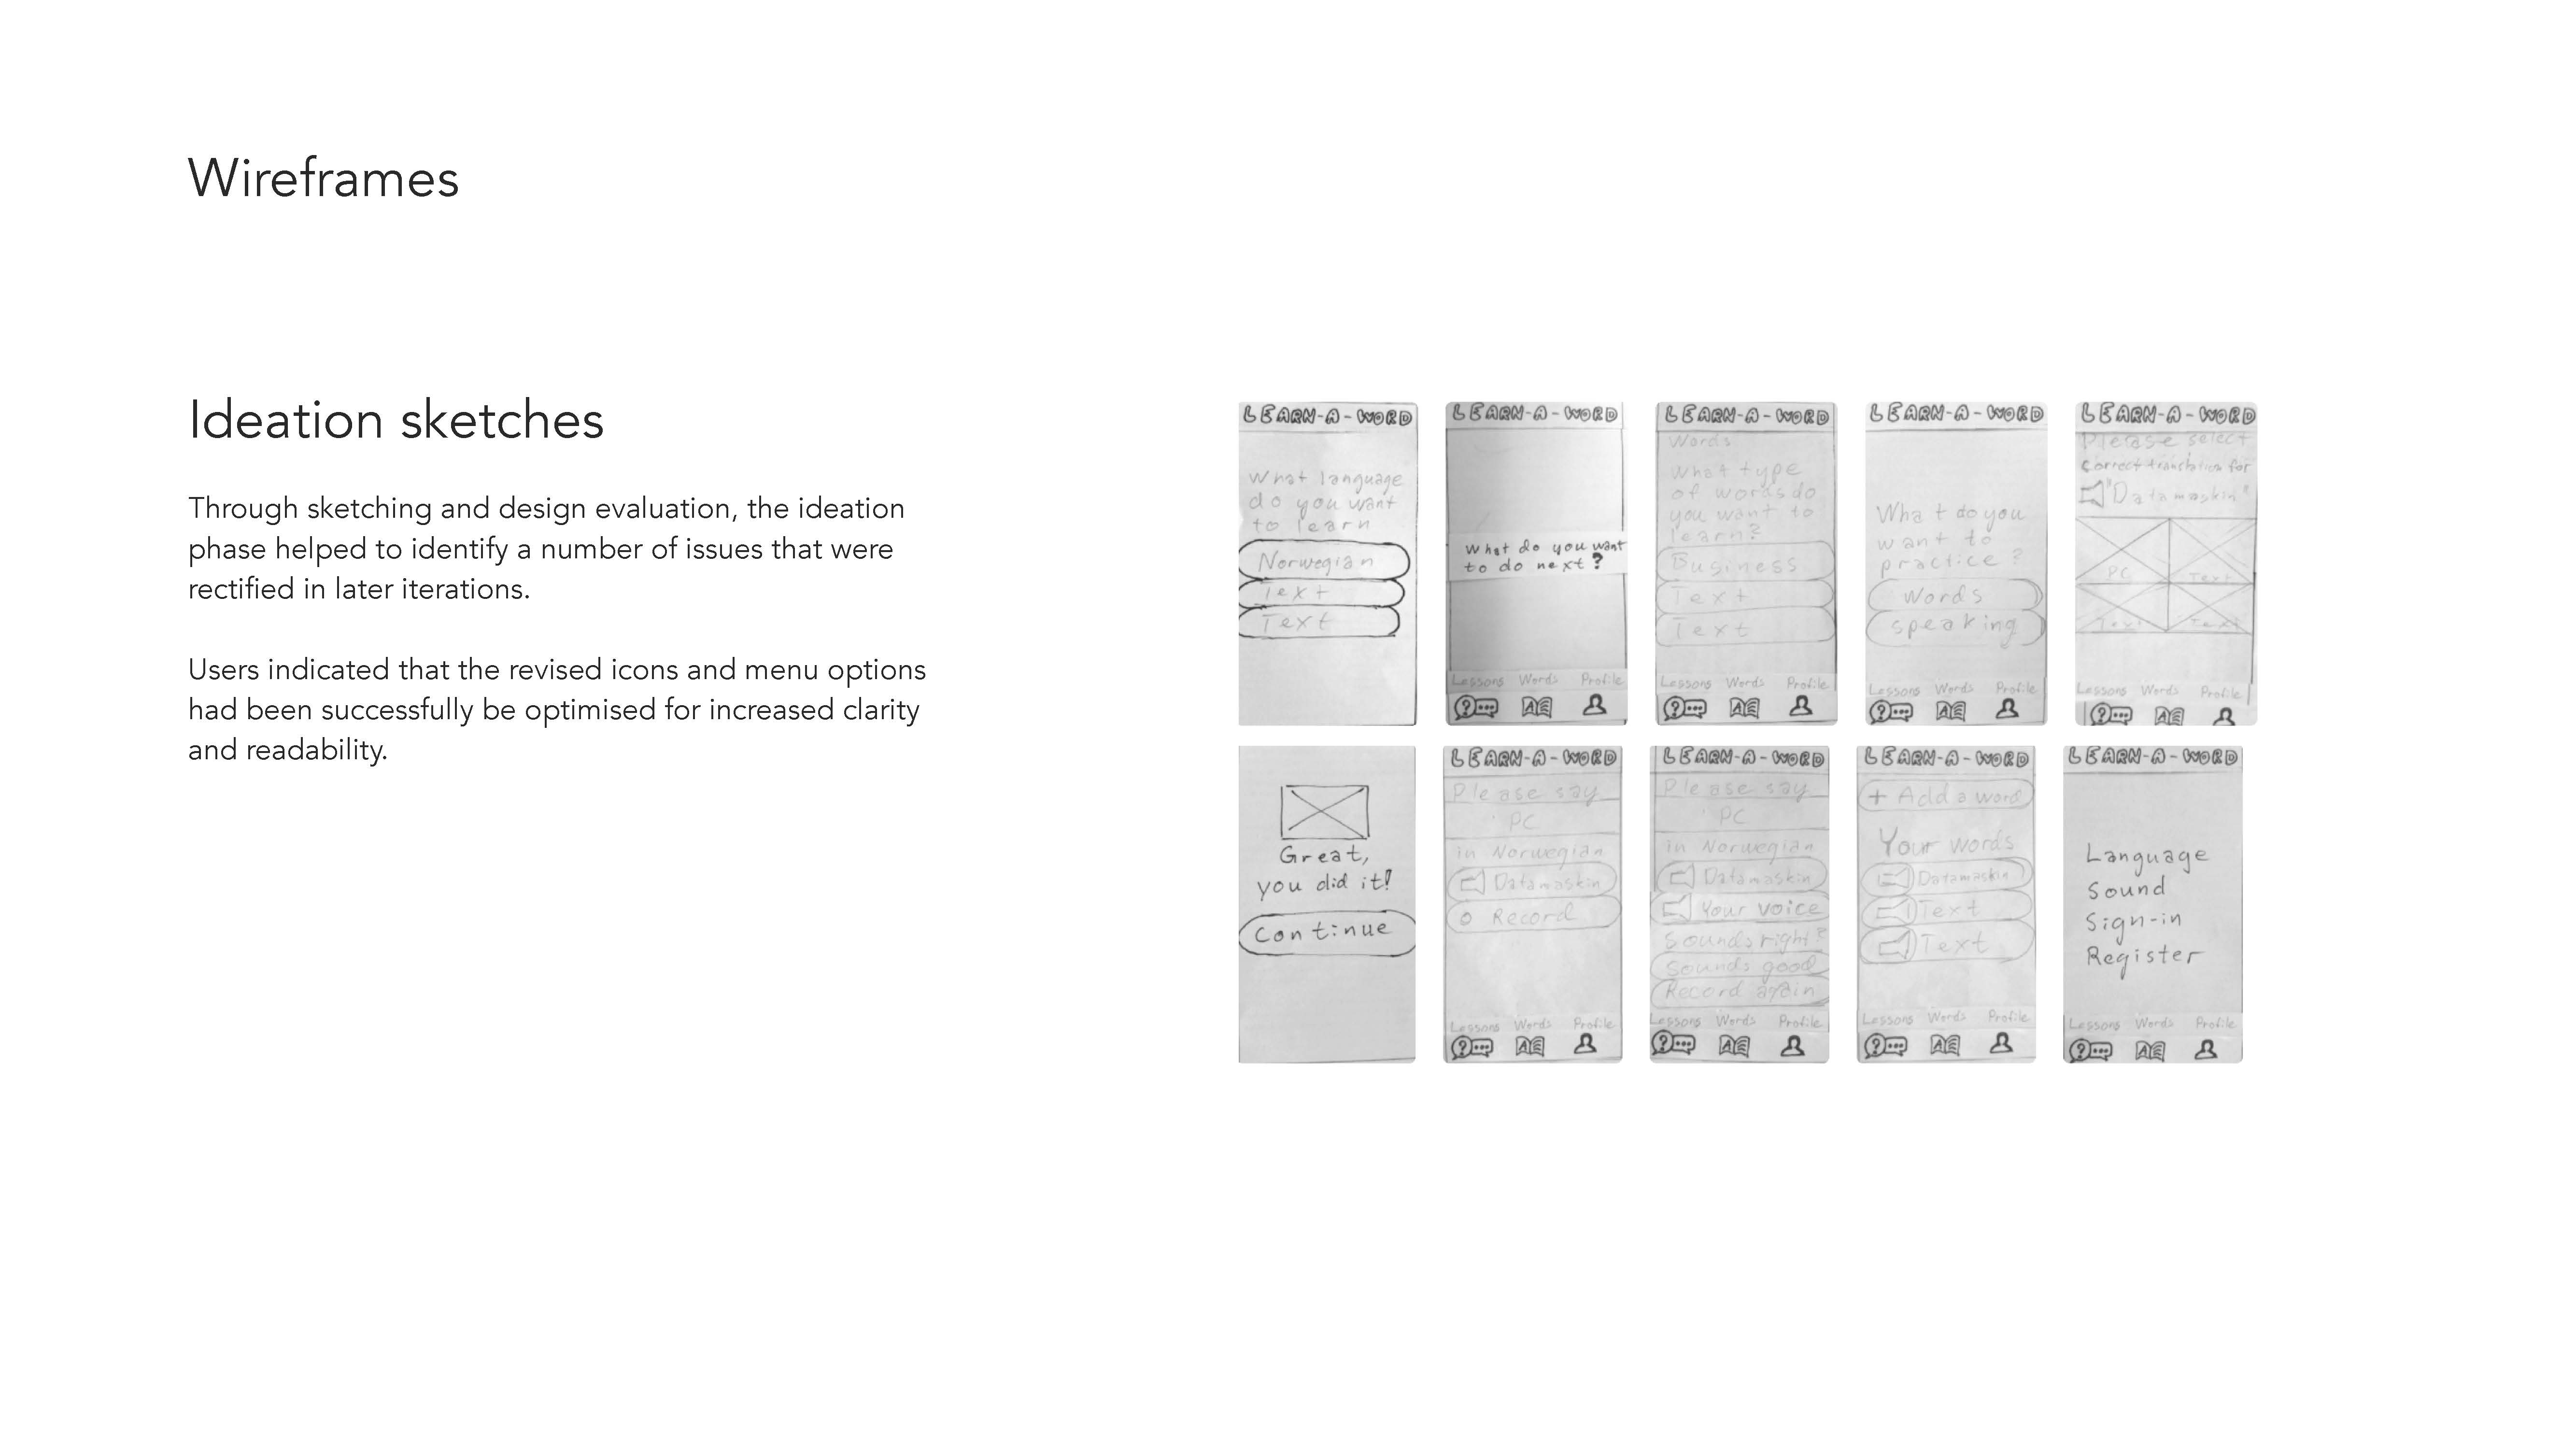 Wireframes
Ideation sketches
Through sketching and design evaluation, the ideation
phase helped to identify a number of issues that were
rectified in later iterations.
Users indicated that the revised icons and menu options
had been successfully be optimised for increased clarity
and readability.
LEARN-A-WORD
What language
do you want
to learn
Norwegian
Text
Text
LEARN-A-WORD
What do you want
to do next?
Lessons Words Profile
LEARN-A-WORD
Words
What type
of words do
you want to
learn?
Business
Text
Text
Lessons Words Profile
LEARN-A-WORD
What do you
want to
practice?
Words
speaking
Lessons Words Profile
LEARN-A-WORD
Please select
correct translation for
"Datamaskin"
PC Text
Text Text
Lessons Words Profile
Great,
you did it!
Continue
LEARN-A-WORD
Please say
PC
in Norwegian
Datamaskin
Record
Lessons Words Profile
LEARN-A-WORD
Please say
PC
in Norwegian
Datamaskin
Your voice
Sounds right?
Sounds good
Record again
Lessons Words Profile
LEARN-A-WORD
+ Add a word
Your words
Datamaskin
Text
Text
Lessons Words Profile
LEARN-A-WORD
Language
Sound
Sign-in
Register
Lessons Words Profile